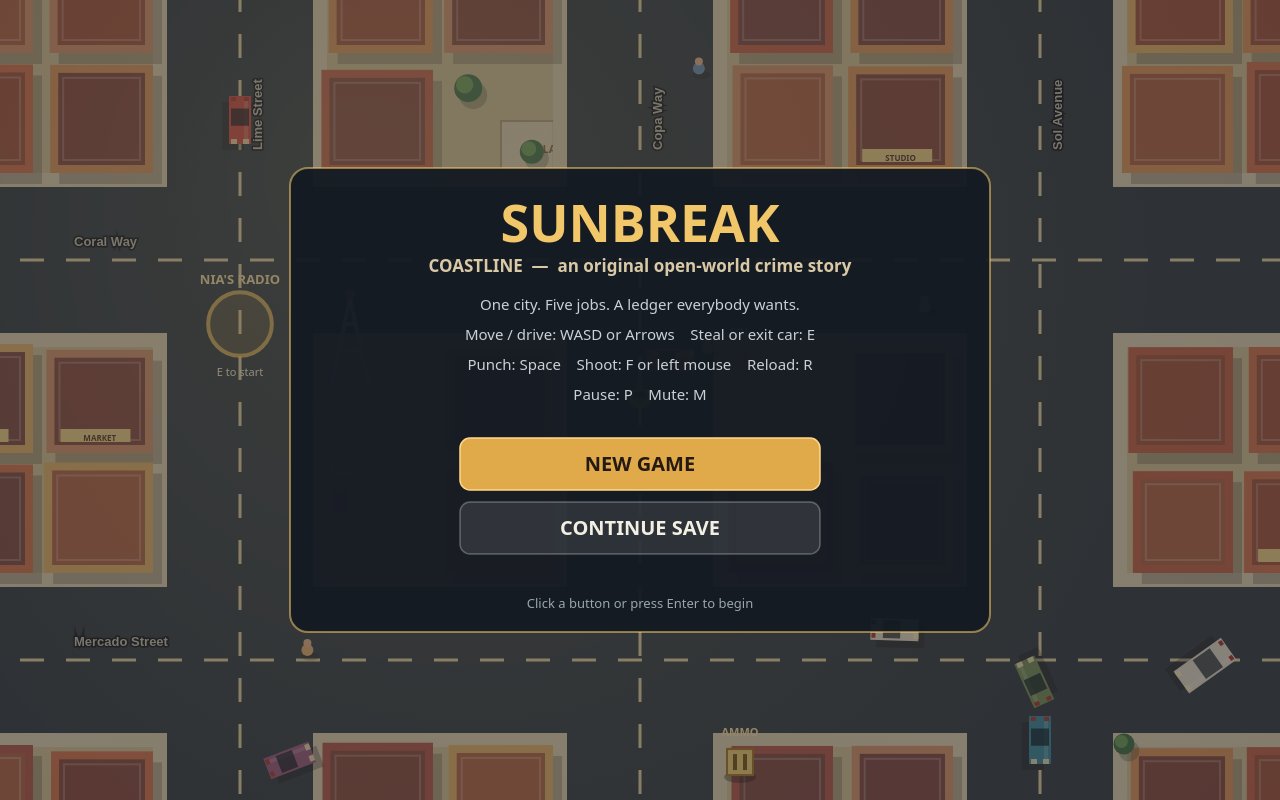 Lime Street
Copa Way
Sol Avenue
STUDIO
SUNBREAK
COASTLINE — an original open-world crime story
One city. Five jobs. A ledger everybody wants.
Move / drive: WASD or Arrows Steal or exit car: E
Punch: Space Shoot: F or left mouse Reload: R
Pause: P Mute: M
NEW GAME
CONTINUE SAVE
Click a button or press Enter to begin
Coral Way
NIA'S RADIO
E to start
MARKET
Mercado Street
AMMO